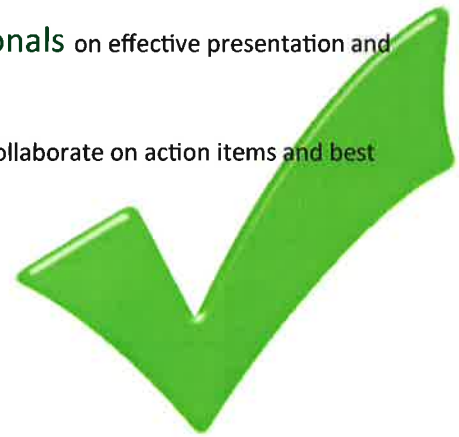 onals on effective presentation and
ollaborate on action items and best